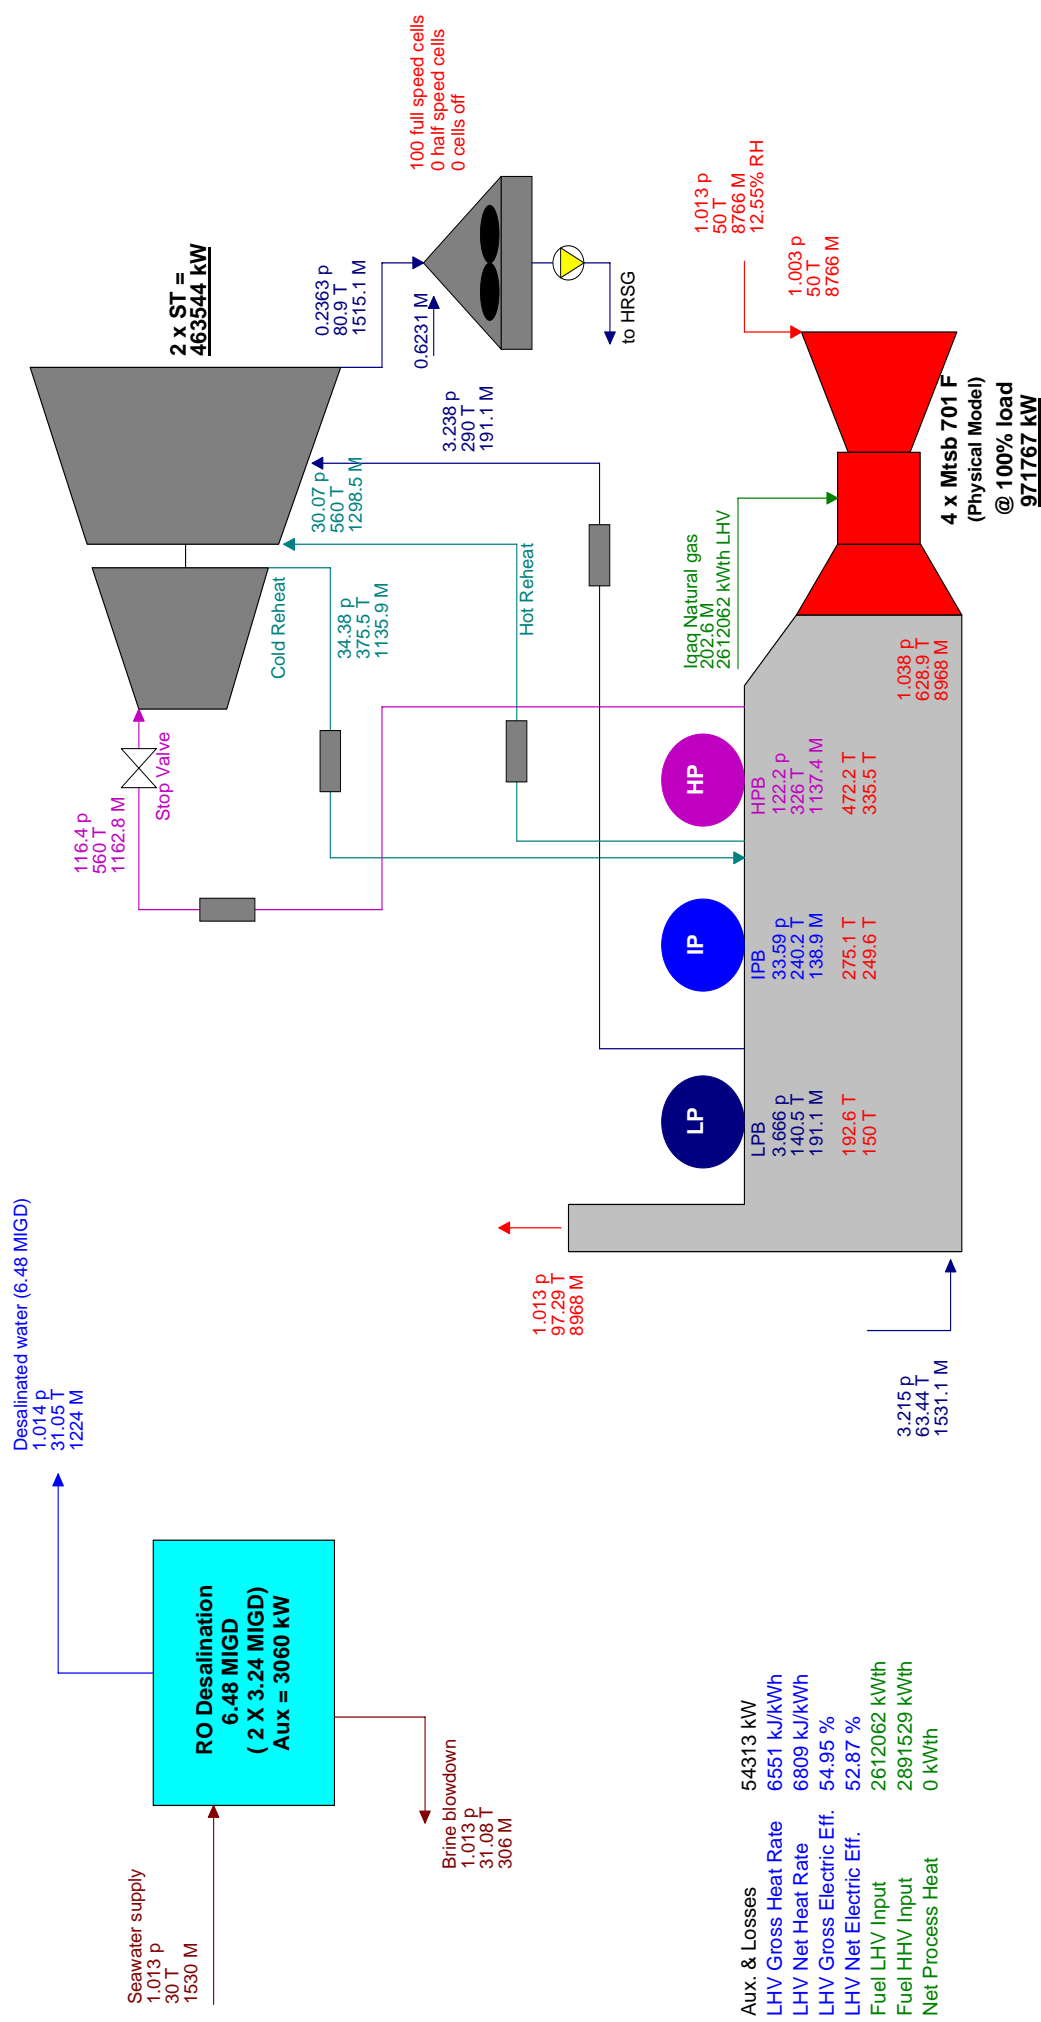 Seawater supply
1.013 p
30 T
1530 M
RO Desalination
6.48 MIGD
( 2 X 3.24 MIGD)
Aux = 3060 kW
Desalinated water (6.48 MIGD)
1.014 p
31.05 T
1224 M
Brine blowdown
1.013 p
31.08 T
306 M
116.4 p
560 T
1162.8 M
Stop Valve
2 x ST =
463544 kW
Cold Reheat
34.38 p
375.5 T
1135.9 M
30.07 p
560 T
1298.5 M
Hot Reheat
3.238 p
290 T
191.1 M
0.2363 p
80.9 T
1515.1 M
0.6231 M
100 full speed cells
0 half speed cells
0 cells off
to HRSG
1.013 p
97.29 T
8968 M
LP
LPB
3.666 p
140.5 T
191.1 M
192.6 T
150 T
IP
IPB
33.59 p
240.2 T
138.9 M
275.1 T
249.6 T
HP
HPB
122.2 p
326 T
1137.4 M
472.2 T
335.5 T
Iqaq Natural gas
202.6 M
2612062 kWth LHV
1.013 p
50 T
8766 M
12.55% RH
1.003 p
50 T
8766 M
1.038 p
628.9 T
8968 M
4 x Mtsb 701 F
(Physical Model)
@ 100% load
971767 kW
3.215 p
63.44 T
1531.1 M
Aux. & Losses 54313 kW
LHV Gross Heat Rate 6551 kJ/kWh
LHV Net Heat Rate 6809 kJ/kWh
LHV Gross Electric Eff. 54.95 %
LHV Net Electric Eff. 52.87 %
Fuel LHV Input 2612062 kWth
Fuel HHV Input 2891529 kWth
Net Process Heat 0 kWth